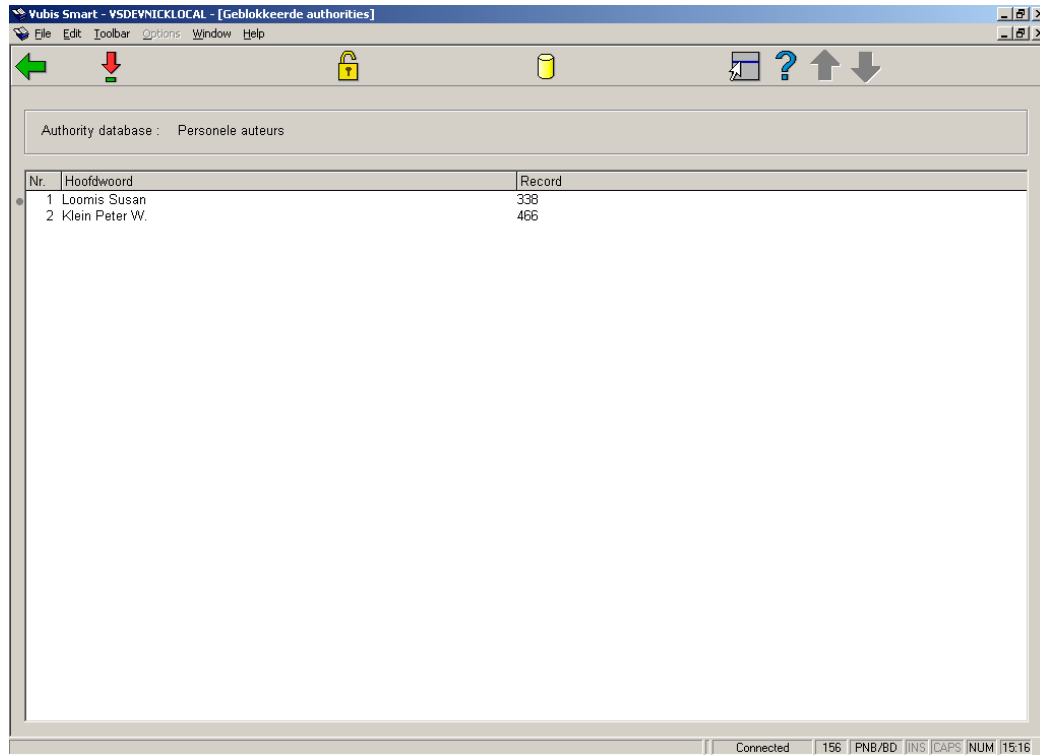 Vubis Smart - VSDEVNICKLOCAL - [Geblokkeerde authorities]
File Edit Toolbar Options Window Help
Authority database : Personele auteurs
Nr. Hoofdwoord Record
1 Loomis Susan 338
2 Klein Peter W. 466
Connected 156 PNB/BD INS CAPS NUM 15:16